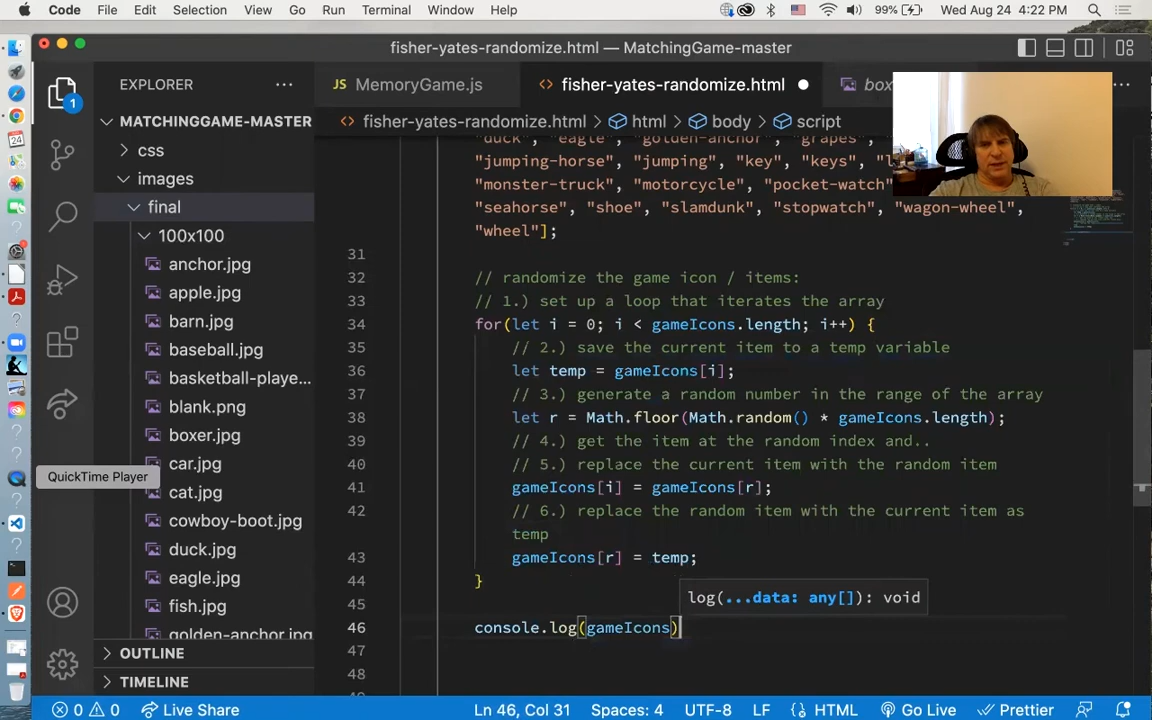 Code File Edit Selection View Go Run Terminal Window Help 99% Wed Aug 24 4:22 PM
fisher-yates-randomize.html — MatchingGame-master
EXPLORER
JS MemoryGame.js
<> fisher-yates-randomize.html
box
<> fisher-yates-randomize.html > html > body > script
1
MATCHINGGAME-MASTER
css
images
final
100x100
anchor.jpg
apple.jpg
barn.jpg
baseball.jpg
basketball-playe...
blank.png
boxer.jpg
car.jpg
cat.jpg
cowboy-boot.jpg
duck.jpg
eagle.jpg
fish.jpg
golden-anchor.jpg
OUTLINE
TIMELINE
QuickTime Player
"duck", "eagle", "golden-anchor", "grapes",
"jumping-horse", "jumping", "key", "keys",
"monster-truck", "motorcycle", "pocket-watch"
"seahorse", "shoe", "slamdunk", "stopwatch", "wagon-wheel",
"wheel"];
31
32 // randomize the game icon / items:
33 // 1.) set up a loop that iterates the array
34 for(let i = 0; i < gameIcons.length; i++) {
35 // 2.) save the current item to a temp variable
36 let temp = gameIcons[i];
37 // 3.) generate a random number in the range of the array
38 let r = Math.floor(Math.random() * gameIcons.length);
39 // 4.) get the item at the random index and..
40 // 5.) replace the current item with the random item
41 gameIcons[i] = gameIcons[r];
42 // 6.) replace the random item with the current item as
temp
43 gameIcons[r] = temp;
44 }
45
log(...data: any[]): void
46 console.log(gameIcons)
47
48
0 0 Live Share Ln 46, Col 31 Spaces: 4 UTF-8 LF {} HTML Go Live Prettier